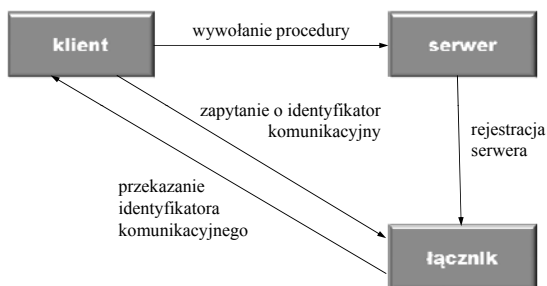 klient
wywołanie procedury
serwer
zapytanie o identyfikator
komunikacyjny
rejestracja
serwera
przekazanie
identyfikatora
komunikacyjnego
łącznik